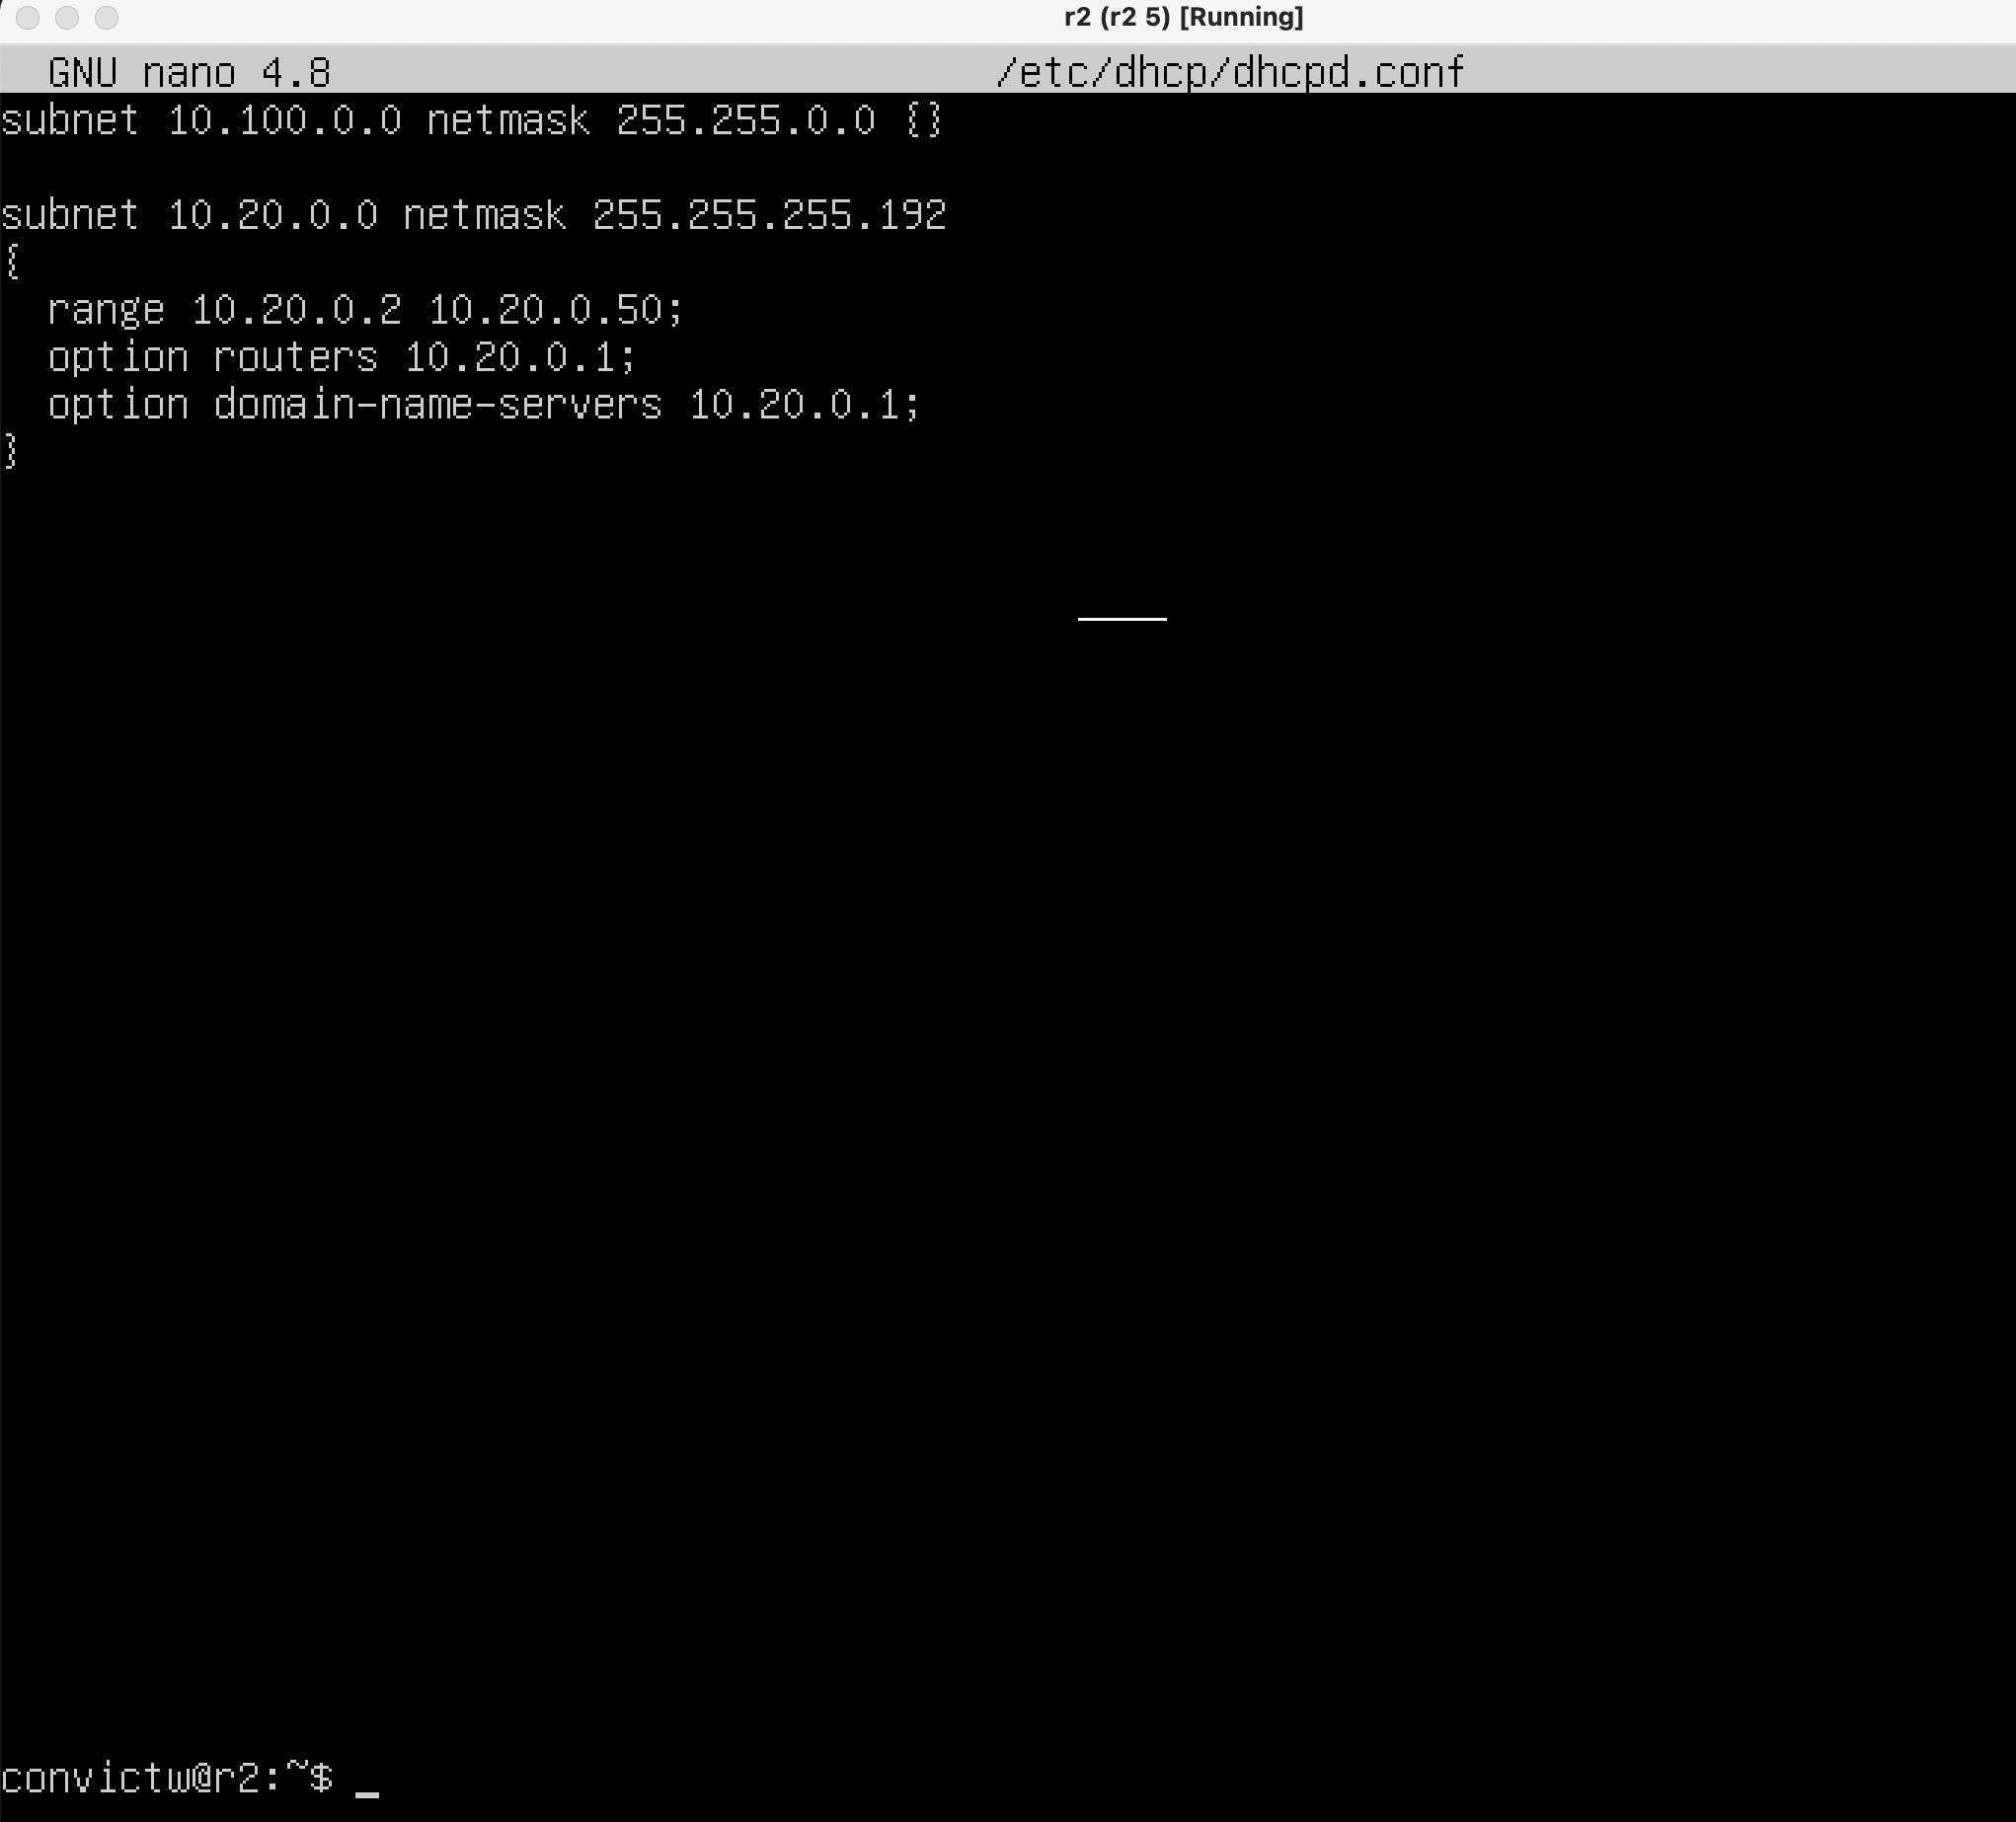 r2 (r2 5) [Running]
GNU nano 4.8 /etc/dhcp/dhcpd.conf
subnet 10.100.0.0 netmask 255.255.0.0 {}
subnet 10.20.0.0 netmask 255.255.255.192
{
  range 10.20.0.2 10.20.0.50;
  option routers 10.20.0.1;
  option domain-name-servers 10.20.0.1;
}
convictw@r2:~$ _